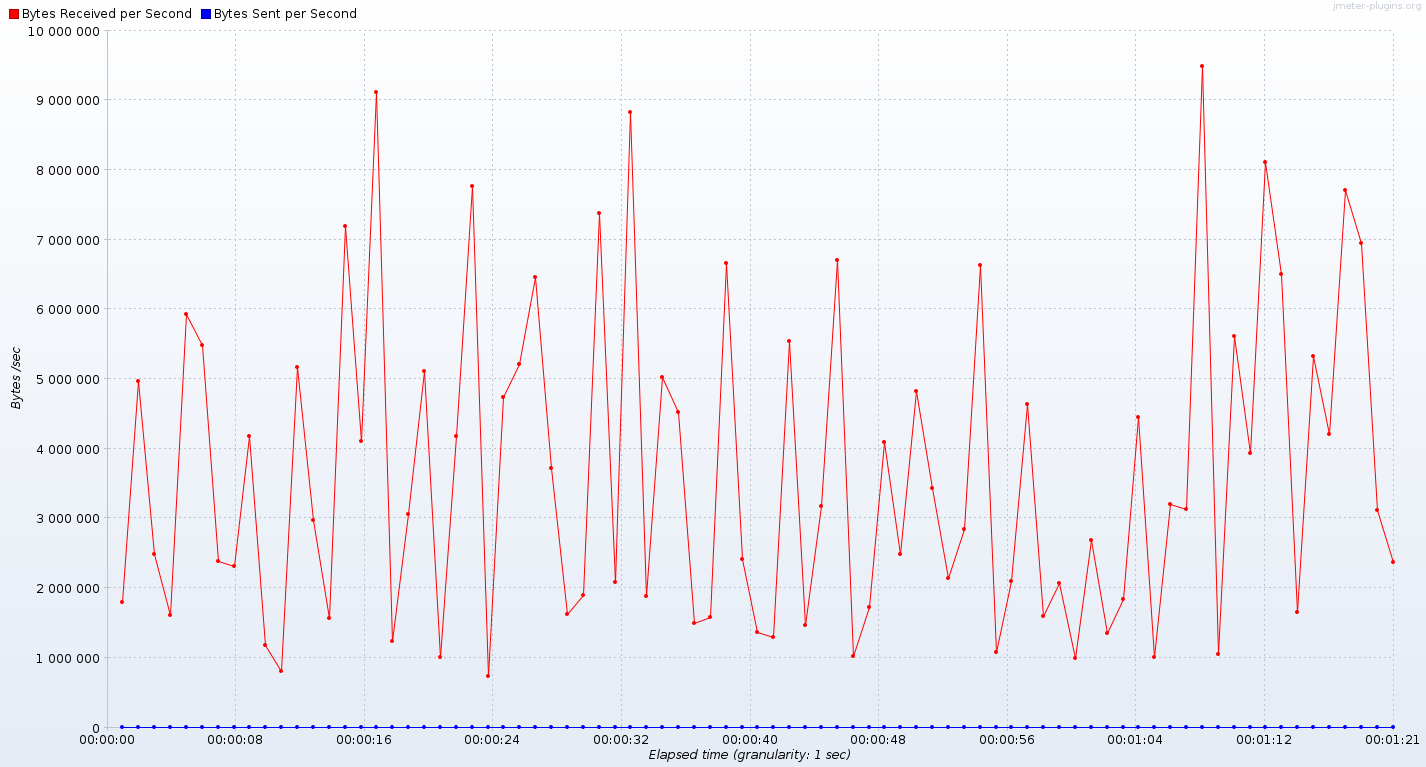 Bytes Received per Second Bytes Sent per Second
jmeter-plugins.org
10 000 000
9 000 000
8 000 000
7 000 000
6 000 000
5 000 000
4 000 000
3 000 000
2 000 000
1 000 000
0
Bytes /sec
00:00:00 00:00:08 00:00:16 00:00:24 00:00:32 00:00:40 00:00:48 00:00:56 00:01:04 00:01:12 00:01:21
Elapsed time (granularity: 1 sec)